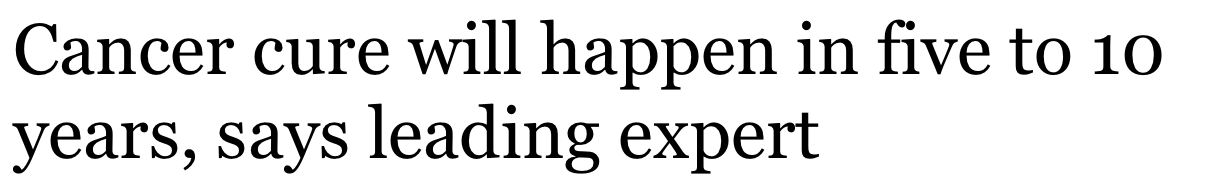 Cancer cure will happen in five to 10
years, says leading expert